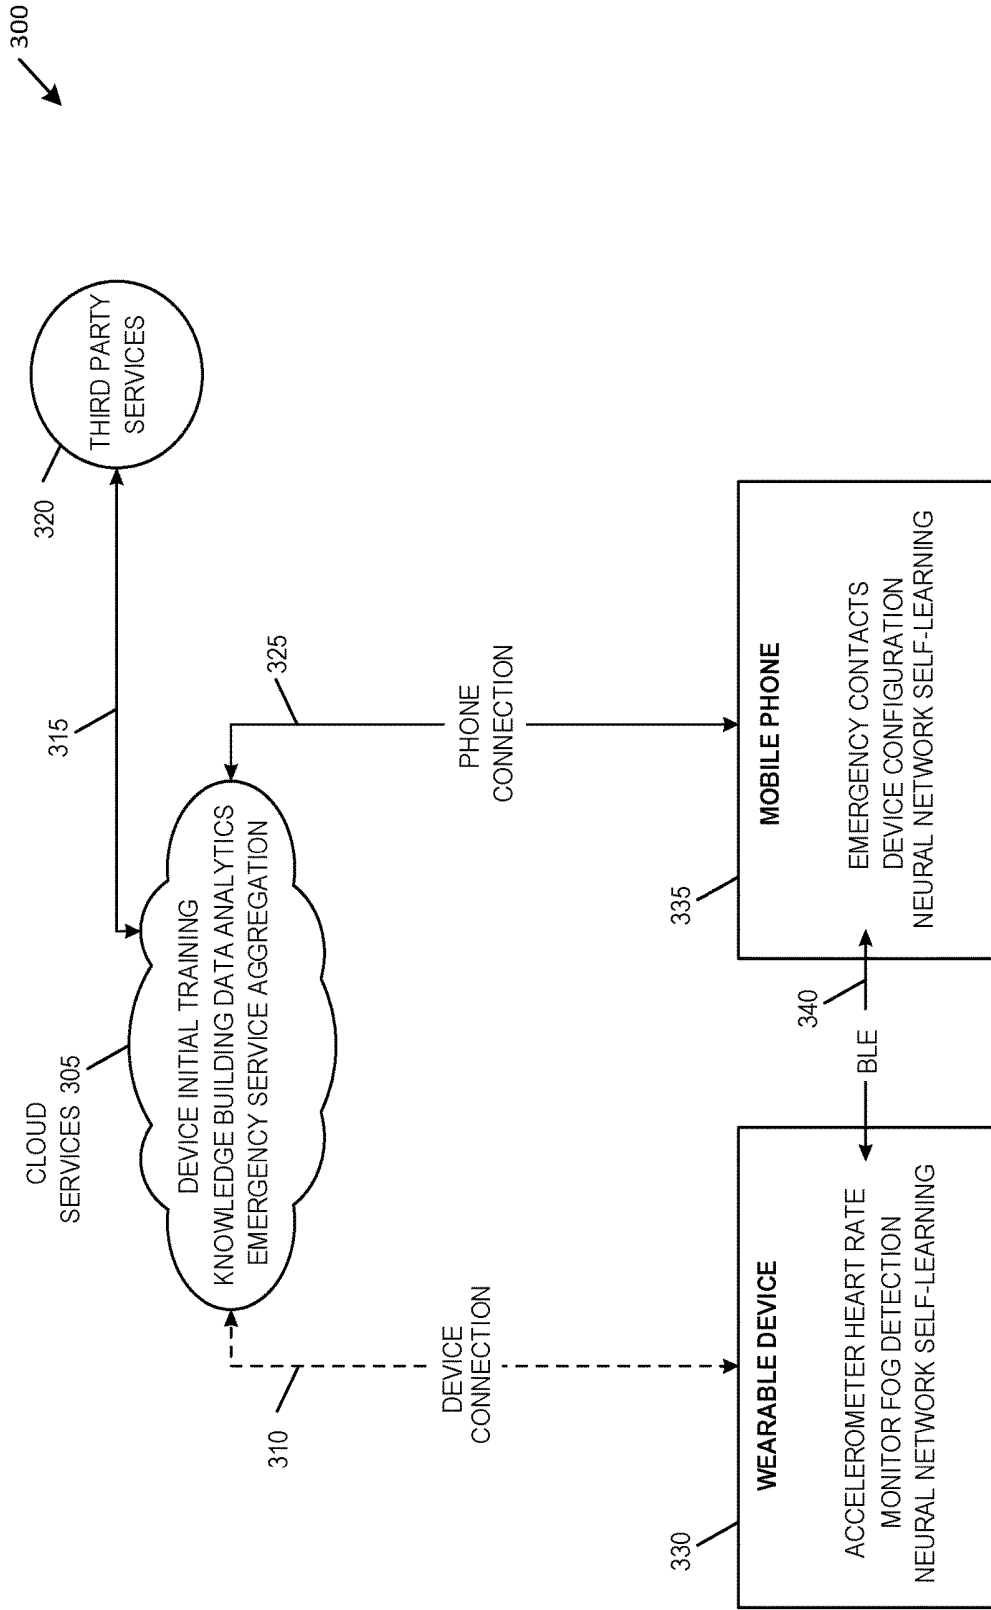 300
CLOUD
SERVICES 305
DEVICE INITIAL TRAINING
KNOWLEDGE BUILDING DATA ANALYTICS
EMERGENCY SERVICE AGGREGATION
315
320
THIRD PARTY
SERVICES
310
DEVICE
CONNECTION
325
PHONE
CONNECTION
330
WEARABLE DEVICE
ACCELEROMETER HEART RATE
MONITOR FOG DETECTION
NEURAL NETWORK SELF-LEARNING
BLE
340
335
MOBILE PHONE
EMERGENCY CONTACTS
DEVICE CONFIGURATION
NEURAL NETWORK SELF-LEARNING